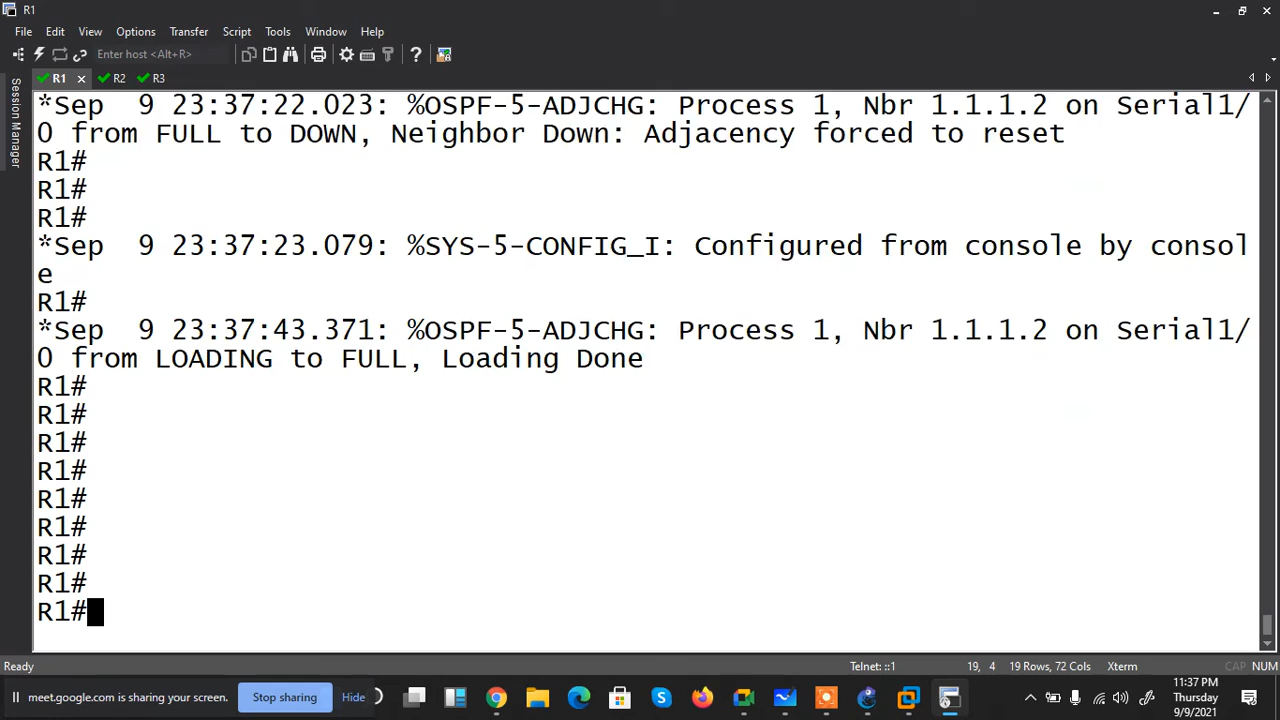 R1
File Edit View Options Transfer Script Tools Window Help
Enter host <Alt+R>
R1 R2 R3
Session Manager
*Sep  9 23:37:22.023: %OSPF-5-ADJCHG: Process 1, Nbr 1.1.1.2 on Serial1/
0 from FULL to DOWN, Neighbor Down: Adjacency forced to reset
R1#
R1#
R1#
*Sep  9 23:37:23.079: %SYS-5-CONFIG_I: Configured from console by consol
e
R1#
*Sep  9 23:37:43.371: %OSPF-5-ADJCHG: Process 1, Nbr 1.1.1.2 on Serial1/
0 from LOADING to FULL, Loading Done
R1#
R1#
R1#
R1#
R1#
R1#
R1#
R1#
R1#
Ready Telnet: ::1 19, 4 19 Rows, 72 Cols Xterm CAP NUM
meet.google.com is sharing your screen. Stop sharing Hide
11:37 PM
Thursday
9/9/2021